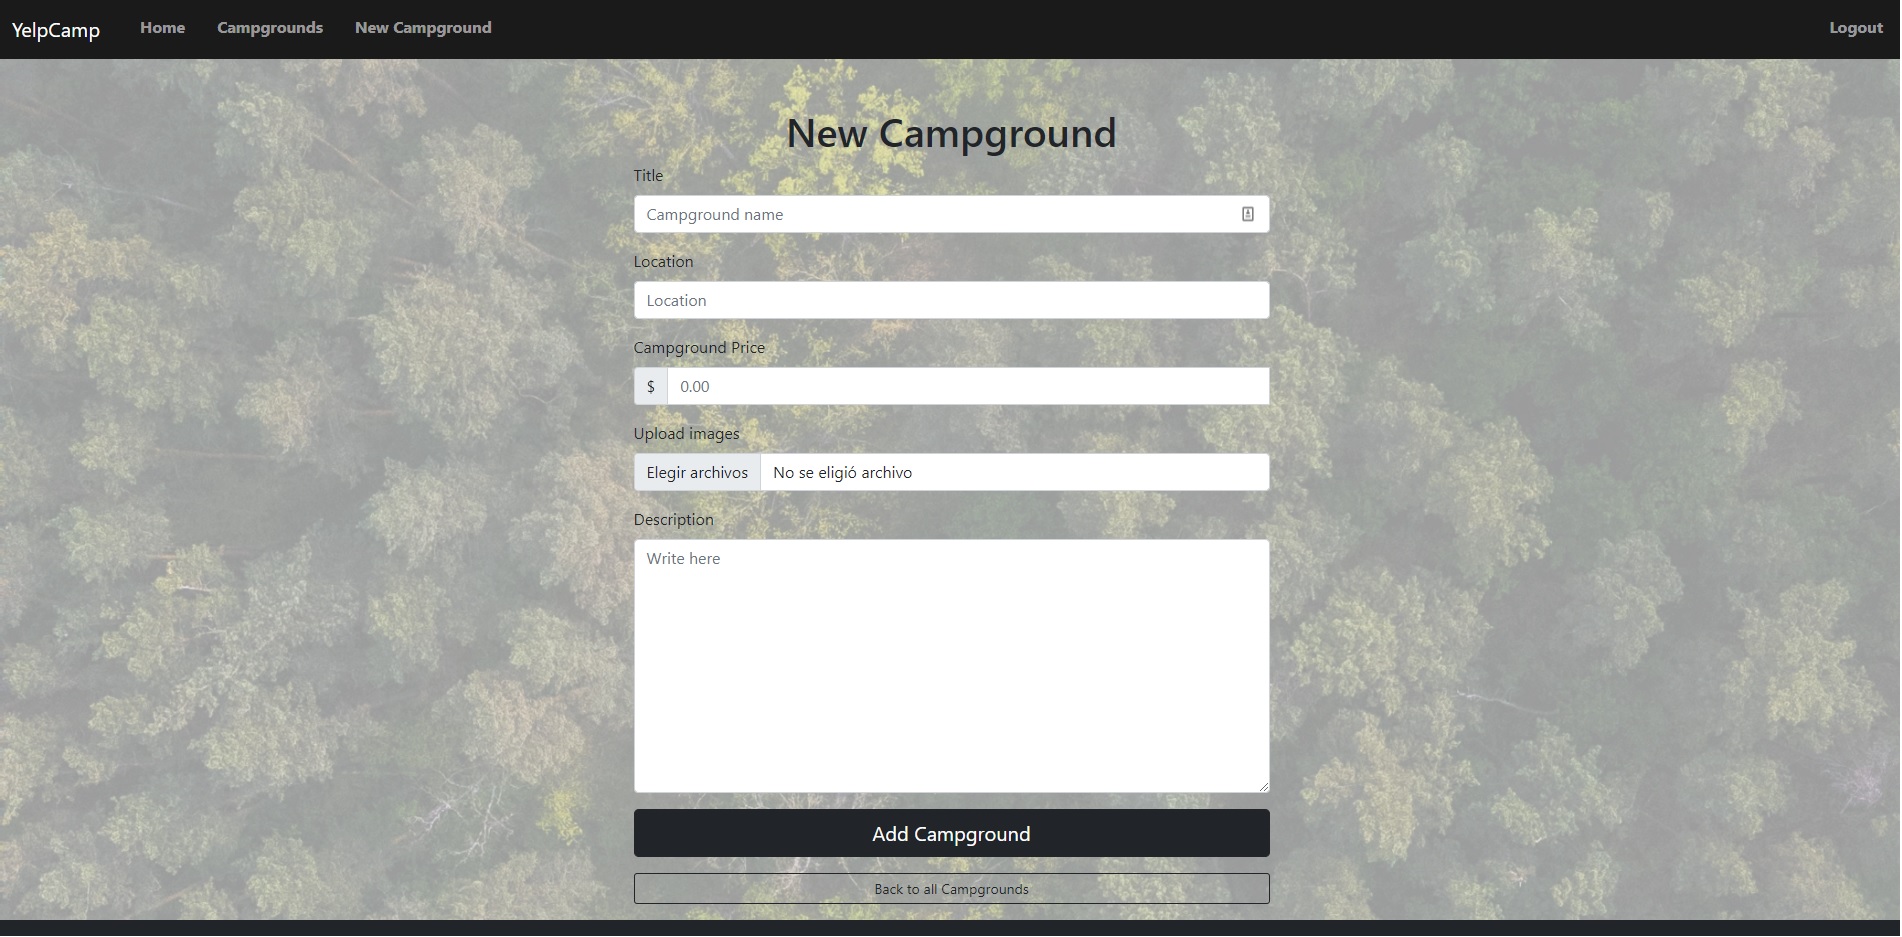 YelpCamp Home Campgrounds New Campground Logout
New Campground
Title
Campground name
Location
Location
Campground Price
$ 0.00
Upload images
Elegir archivos No se eligió archivo
Description
Write here
Add Campground
Back to all Campgrounds